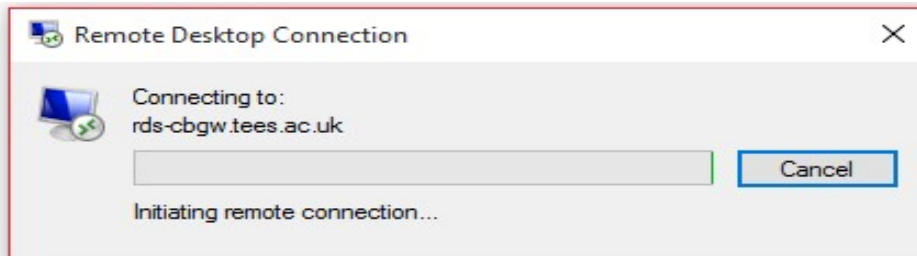 Remote Desktop Connection
Connecting to:
rds-cbgw.tees.ac.uk
Cancel
Initiating remote connection...